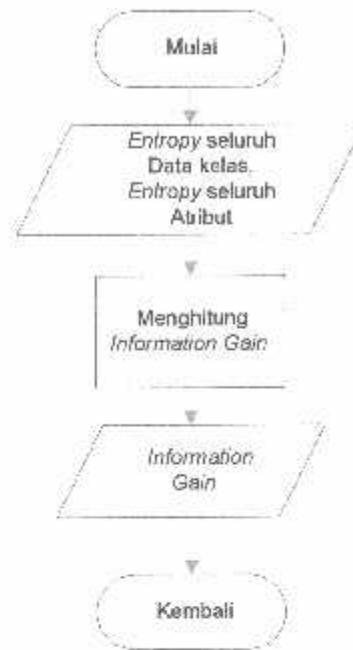 Mulai
Entropy seluruh
Data kelas.
Entropy seluruh
Atribut
Menghitung
Information Gain
Information
Gain
Kembali